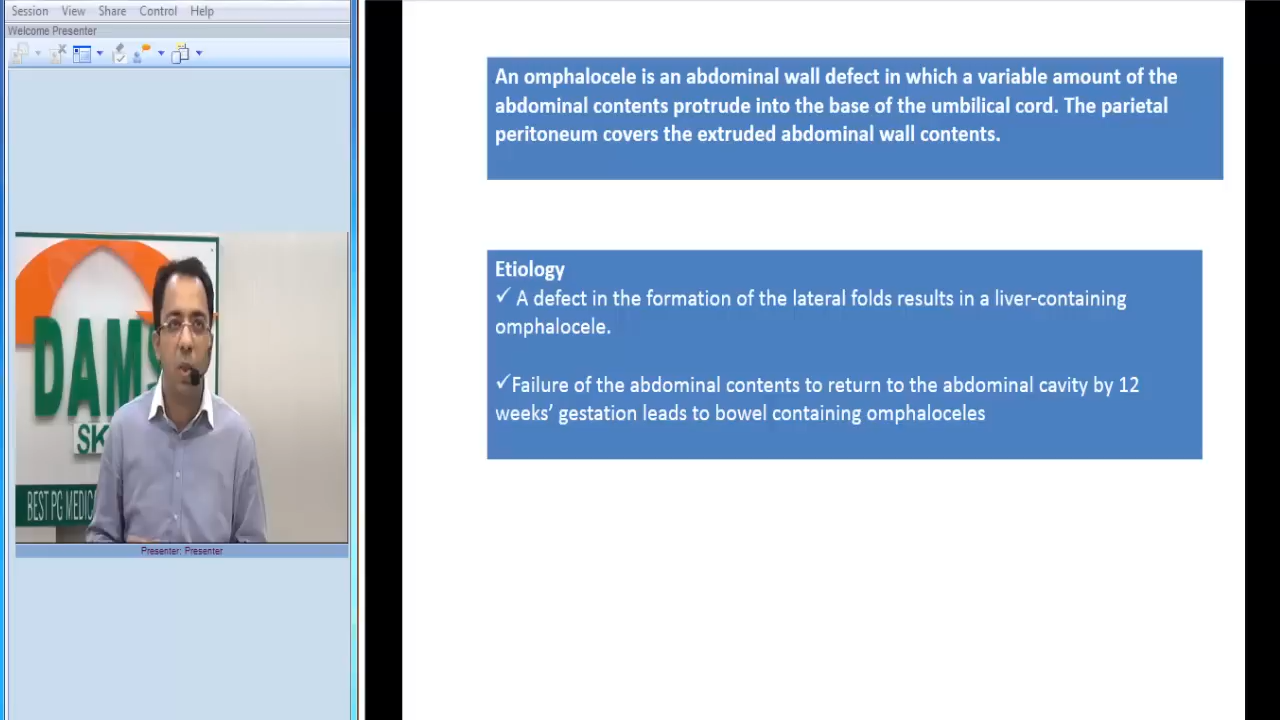 Session View Share Control Help
Welcome Presenter
An omphalocele is an abdominal wall defect in which a variable amount of the
abdominal contents protrude into the base of the umbilical cord. The parietal
peritoneum covers the extruded abdominal wall contents.
Etiology
✓ A defect in the formation of the lateral folds results in a liver-containing
omphalocele.
✓Failure of the abdominal contents to return to the abdominal cavity by 12
weeks’ gestation leads to bowel containing omphaloceles
DAMS
SK
BEST PG MEDIC
Presenter: Presenter